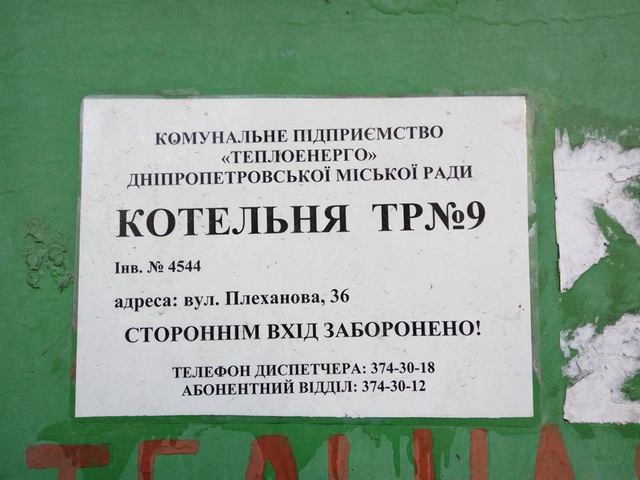 КОМУНАЛЬНЕ ПІДПРИЄМСТВО
«ТЕПЛОЕНЕРГО»
ДНІПРОПЕТРОВСЬКОЇ МІСЬКОЇ РАДИ
КОТЕЛЬНЯ ТР№9
Інв. № 4544
адреса: вул. Плеханова, 36
СТОРОННІМ ВХІД ЗАБОРОНЕНО!
ТЕЛЕФОН ДИСПЕТЧЕРА: 374-30-18
АБОНЕНТНИЙ ВІДДІЛ: 374-30-12